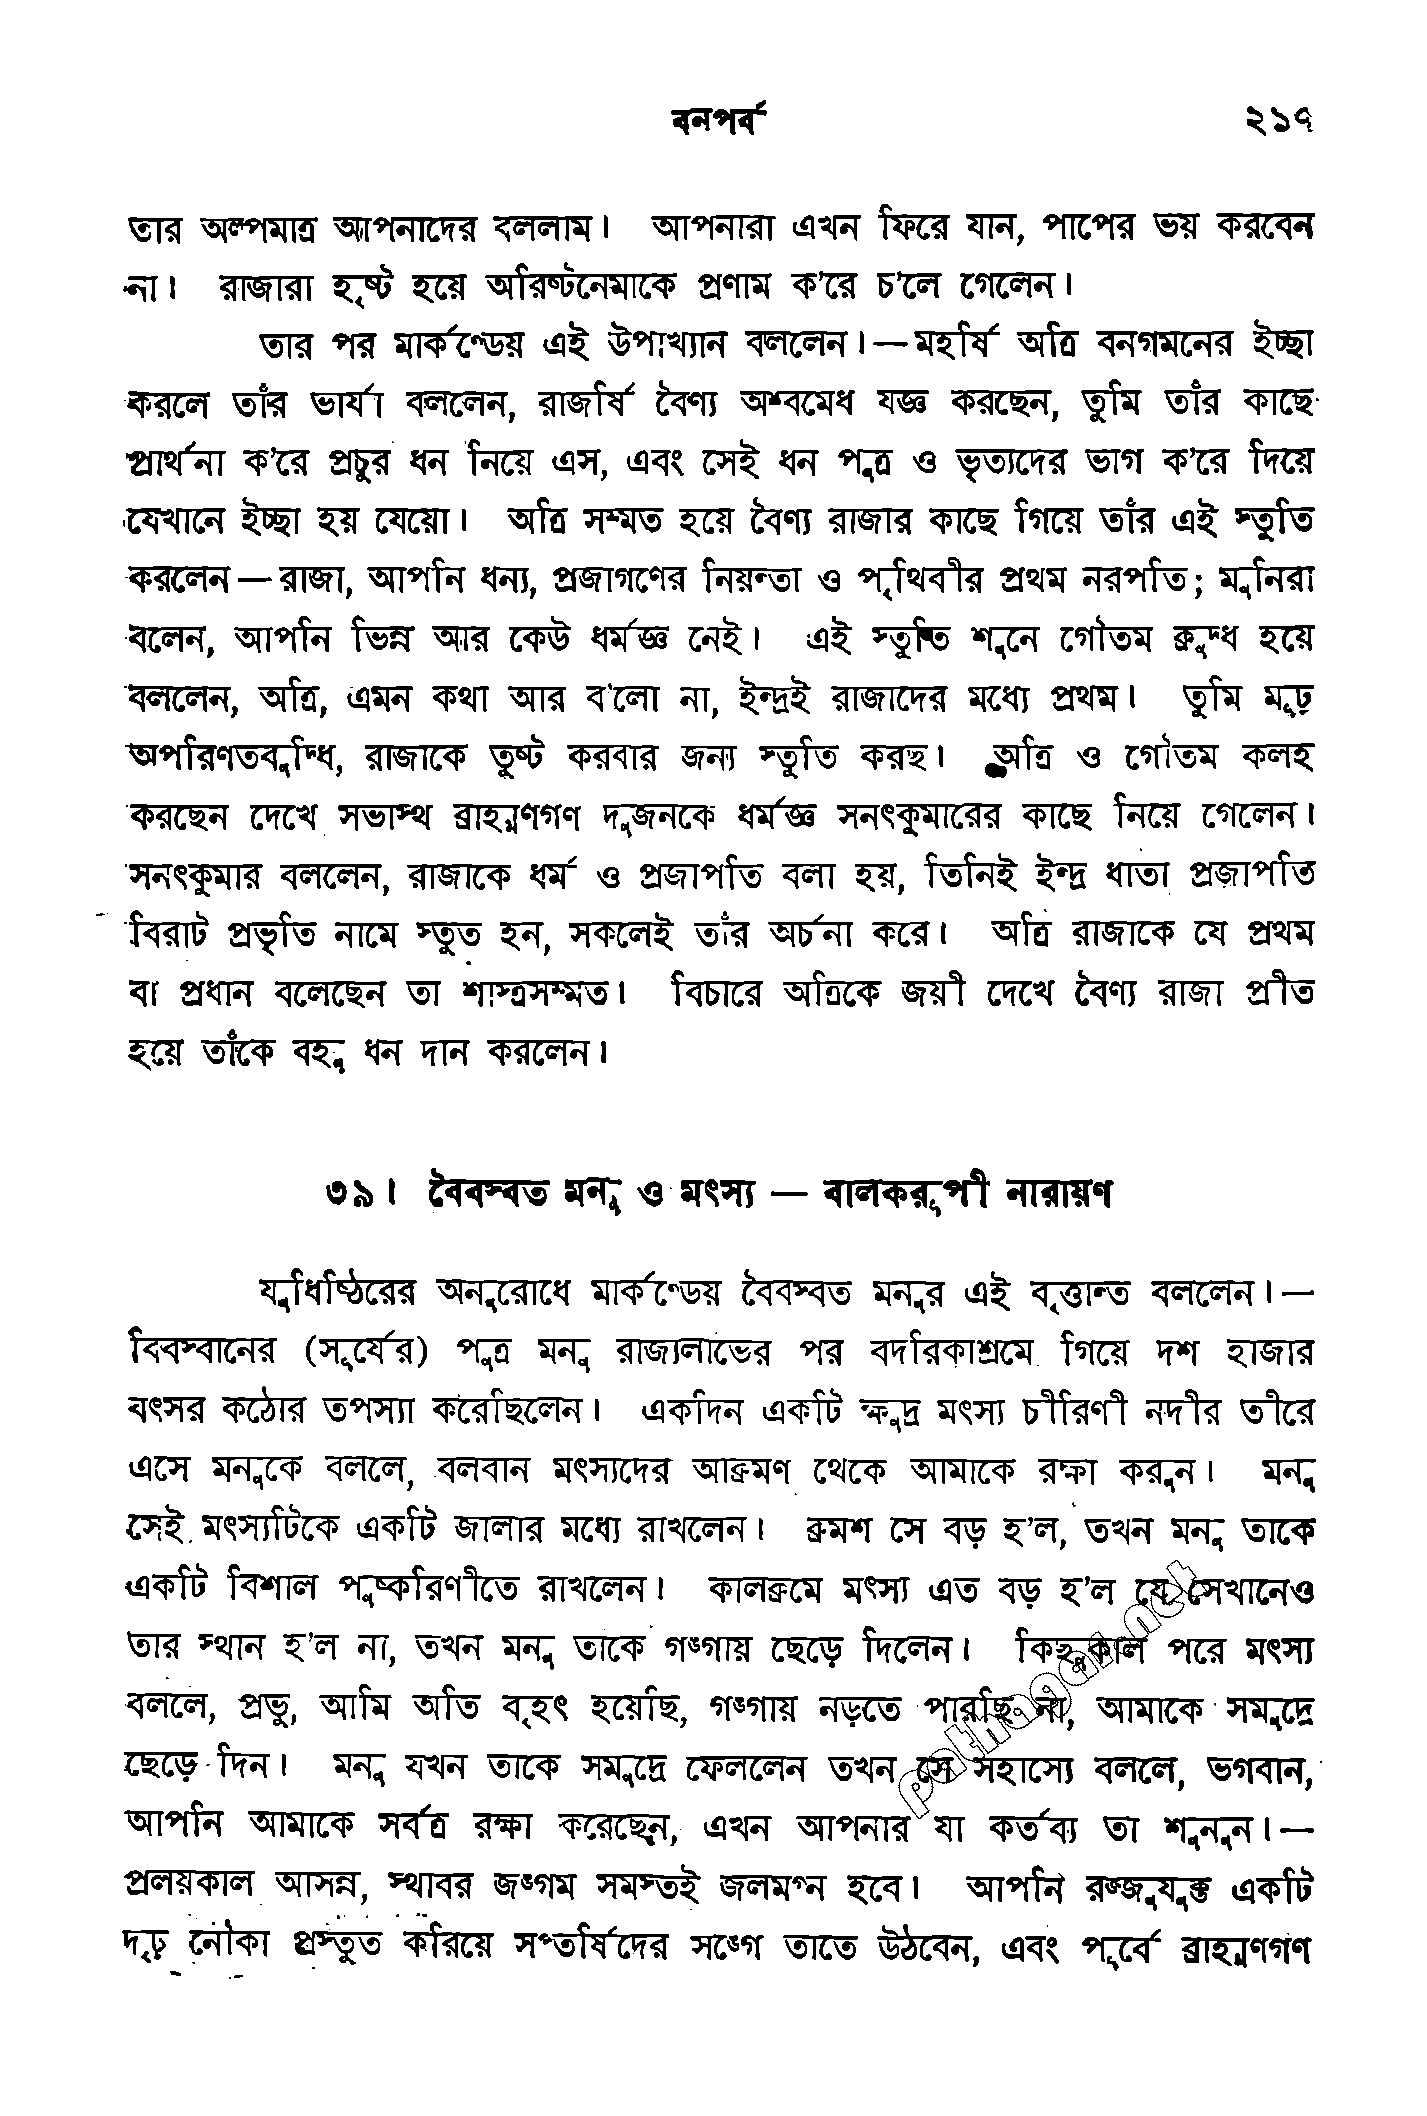 বনপর্ব ২১৭
তার অল্পমাত্র আপনাদের বললাম। আপনারা এখন ফিরে যান, পাপের ভয় করবেন
না। রাজারা হৃষ্ট হয়ে অরিষ্টনেমাকে প্রণাম ক’রে চ’লে গেলেন।
তার পর মার্কণ্ডেয় এই উপাখ্যান বললেন।—মহর্ষি অত্রি বনগমনের ইচ্ছা
করলে তাঁর ভার্যা বললেন, রাজর্ষি বৈণ্য অশ্বমেধ যজ্ঞ করছেন, তুমি তাঁর কাছে
প্রার্থনা ক’রে প্রচুর ধন নিয়ে এস, এবং সেই ধন পুত্র ও ভৃত্যদের ভাগ ক’রে দিয়ে
যেখানে ইচ্ছা হয় যেয়ো। অত্রি সম্মত হয়ে বৈণ্য রাজার কাছে গিয়ে তাঁর এই স্তুতি
করলেন—রাজা, আপনি ধন্য, প্রজাগণের নিয়ন্তা ও পৃথিবীর প্রথম নরপতি; মুনিরা
বলেন, আপনি ভিন্ন আর কেউ ধর্মজ্ঞ নেই। এই স্তুতি শুনে গৌতম ক্রুদ্ধ হয়ে
বললেন, অত্রি, এমন কথা আর ব’লো না, ইন্দ্রই রাজাদের মধ্যে প্রথম। তুমি মূঢ়
অপরিণতবুদ্ধি, রাজাকে তুষ্ট করবার জন্য স্তুতি করছ। অত্রি ও গৌতম কলহ
করছেন দেখে সভাস্থ ব্রাহ্মণগণ দুজনকে ধর্মজ্ঞ সনৎকুমারের কাছে নিয়ে গেলেন।
সনৎকুমার বললেন, রাজাকে ধর্ম ও প্রজাপতি বলা হয়, তিনিই ইন্দ্র ধাতা প্রজাপতি
বিরাট প্রভৃতি নামে স্তুত হন, সকলেই তাঁর অর্চনা করে। অত্রি রাজাকে যে প্রথম
বা প্রধান বলেছেন তা শাস্ত্রসম্মত। বিচারে অত্রিকে জয়ী দেখে বৈণ্য রাজা প্রীত
হয়ে তাঁকে বহু ধন দান করলেন।
৩৯। বৈবস্বত মনু ও মৎস্য — বালকরূপী নারায়ণ
যুধিষ্ঠিরের অনুরোধে মার্কণ্ডেয় বৈবস্বত মনুর এই বৃত্তান্ত বললেন।—
বিবস্বানের (সূর্যের) পুত্র মনু রাজ্যলাভের পর বদরিকাশ্রমে গিয়ে দশ হাজার
বৎসর কঠোর তপস্যা করেছিলেন। একদিন একটি ক্ষুদ্র মৎস্য চীরিণী নদীর তীরে
এসে মনুকে বললে, বলবান মৎস্যদের আক্রমণ থেকে আমাকে রক্ষা করুন। মনু
সেই মৎস্যটিকে একটি জালার মধ্যে রাখলেন। ক্রমশ সে বড় হ’ল, তখন মনু তাকে
একটি বিশাল পুষ্করিণীতে রাখলেন। কালক্রমে মৎস্য এত বড় হ’ল যে সেখানেও
তার স্থান হ’ল না, তখন মনু তাকে গঙ্গায় ছেড়ে দিলেন। কিছুকাল পরে মৎস্য
বললে, প্রভু, আমি অতি বৃহৎ হয়েছি, গঙ্গায় নড়তে পারছি না, আমাকে সমুদ্রে
ছেড়ে দিন। মনু যখন তাকে সমুদ্রে ফেললেন তখন সে সহাস্যে বললে, ভগবান,
আপনি আমাকে সর্বত্র রক্ষা করেছেন, এখন আপনার যা কর্তব্য তা শুনুন।—
প্রলয়কাল আসন্ন, স্থাবর জঙ্গম সমস্তই জলমগ্ন হবে। আপনি রজ্জুযুক্ত একটি
দৃঢ় নৌকা প্রস্তুত করিয়ে সপ্তর্ষিদের সঙ্গে তাতে উঠবেন, এবং পূর্বে ব্রাহ্মণগণ
pathagar.net